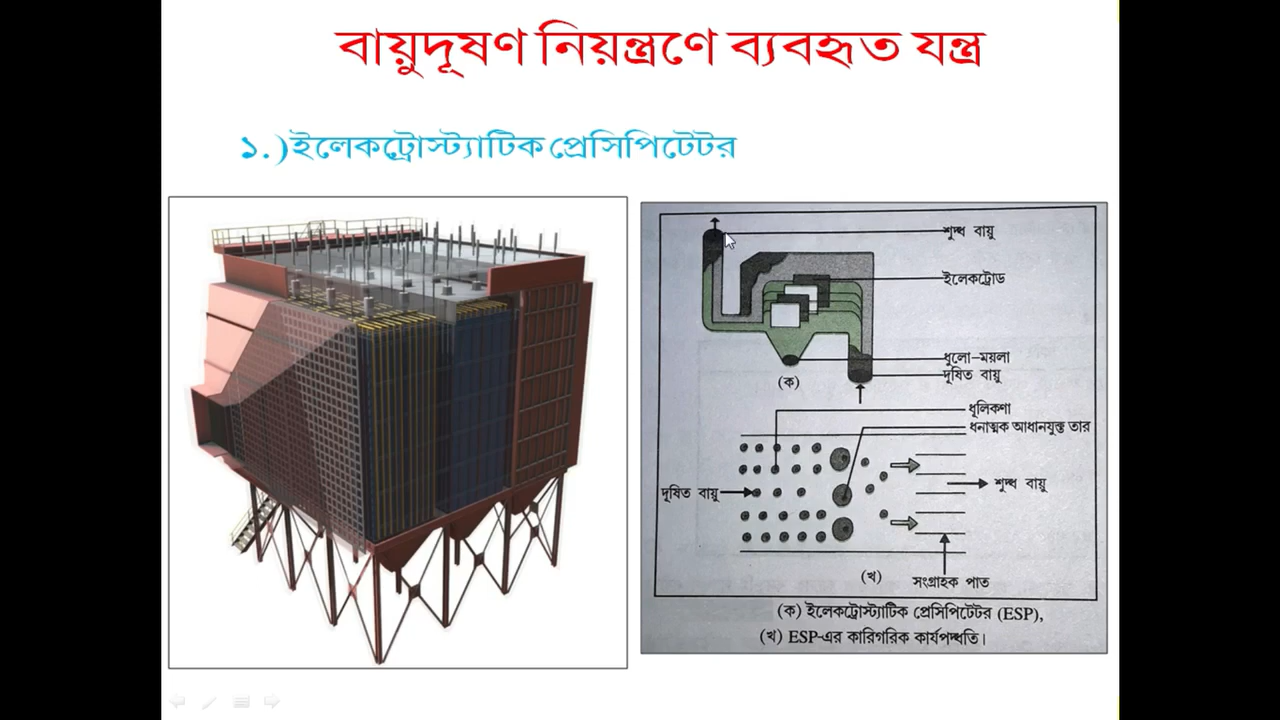 বায়ুদূষণ নিয়ন্ত্রণে ব্যবহৃত যন্ত্র
১.)ইলেকট্রোস্ট্যাটিক প্রেসিপিটেটর
শুদ্ধ বায়ু
ইলেকট্রোড
ধুলো-ময়লা
দূষিত বায়ু
(ক)
ধূলিকণা
ধনাত্মক আধানযুক্ত তার
দূষিত বায়ু
শুদ্ধ বায়ু
(খ)
সংগ্রাহক পাত
(ক) ইলেকট্রোস্ট্যাটিক প্রেসিপিটেটর (ESP),
(খ) ESP-এর কারিগরিক কার্যপদ্ধতি।